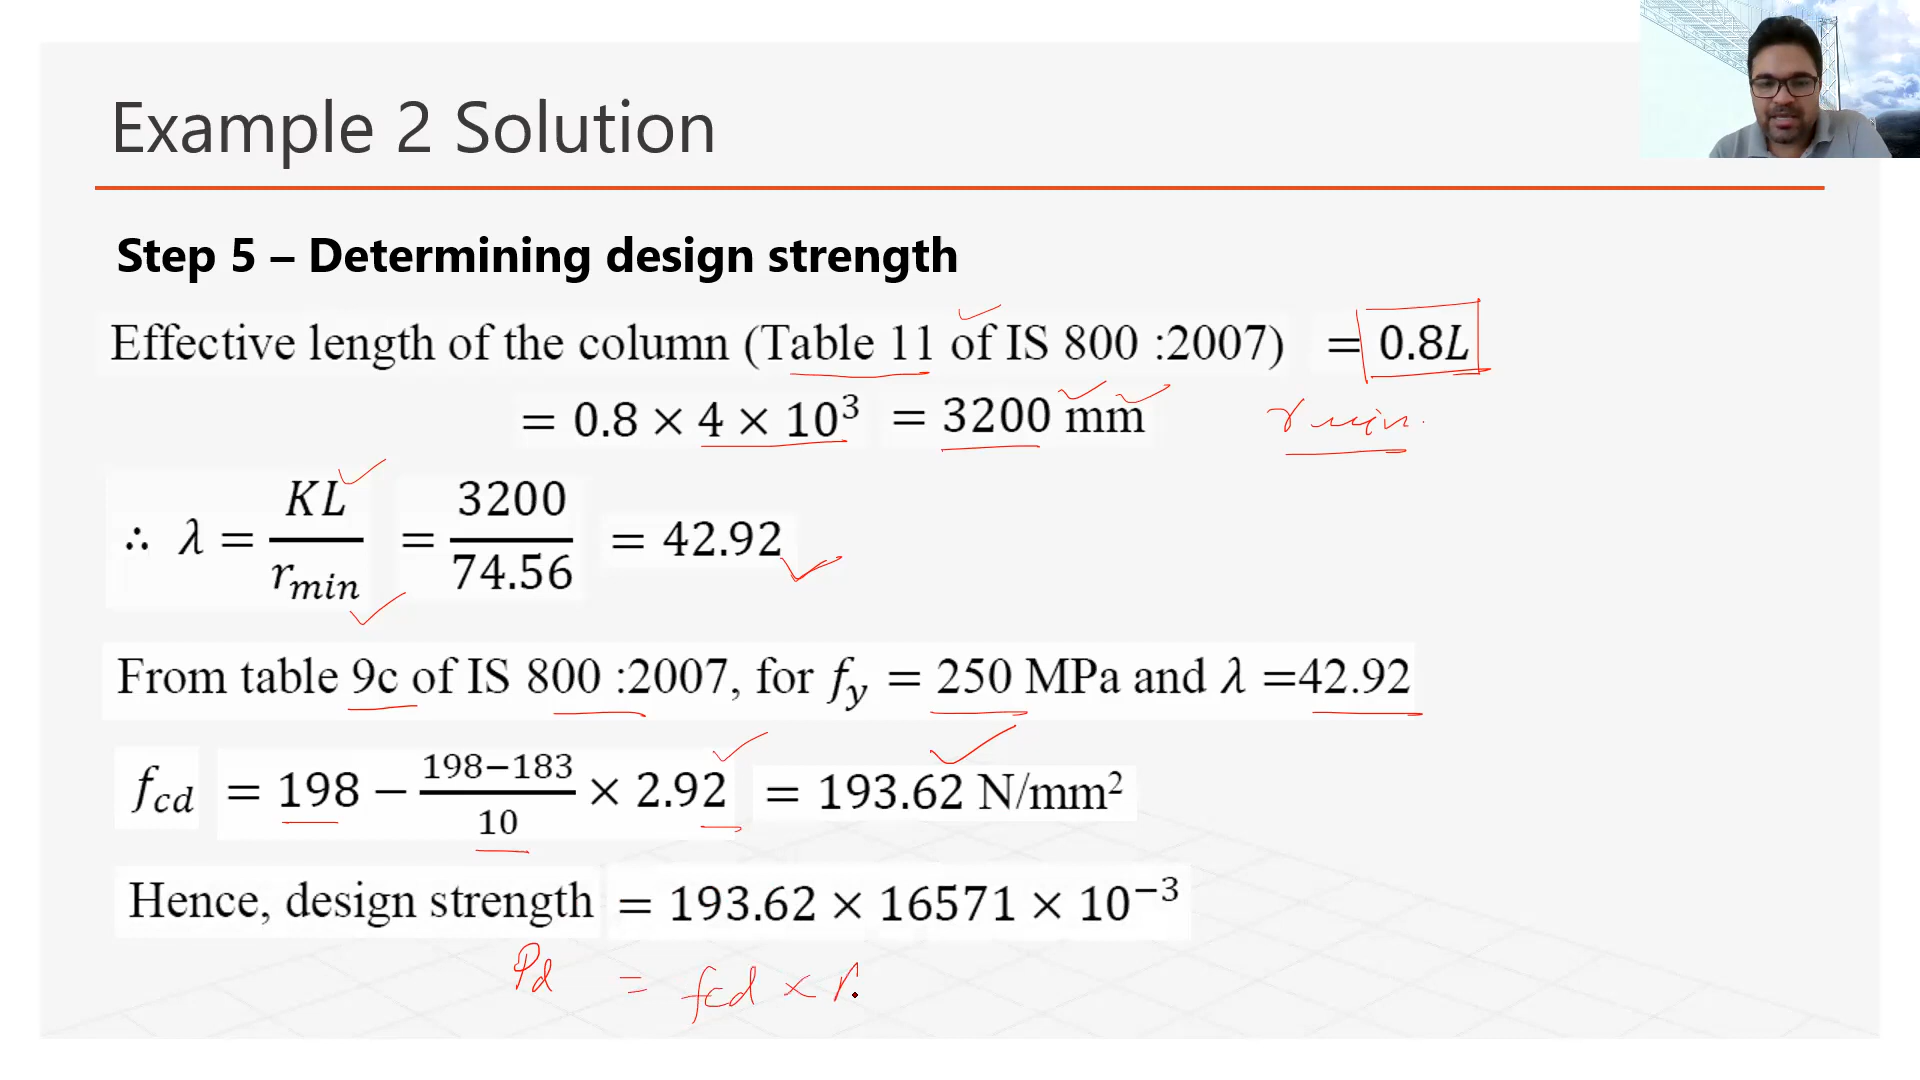 Example 2 Solution
Step 5 – Determining design strength
Effective length of the column (Table 11 of IS 800 :2007) = 0.8L
= 0.8 × 4 × 10³ = 3200 mm
r min.
∴ λ = KL / r_min = 3200 / 74.56 = 42.92
From table 9c of IS 800 :2007, for f_y = 250 MPa and λ =42.92
f_cd = 198 − (198−183)/10 × 2.92 = 193.62 N/mm²
Hence, design strength = 193.62 × 16571 × 10⁻³
Pd = fcd ×